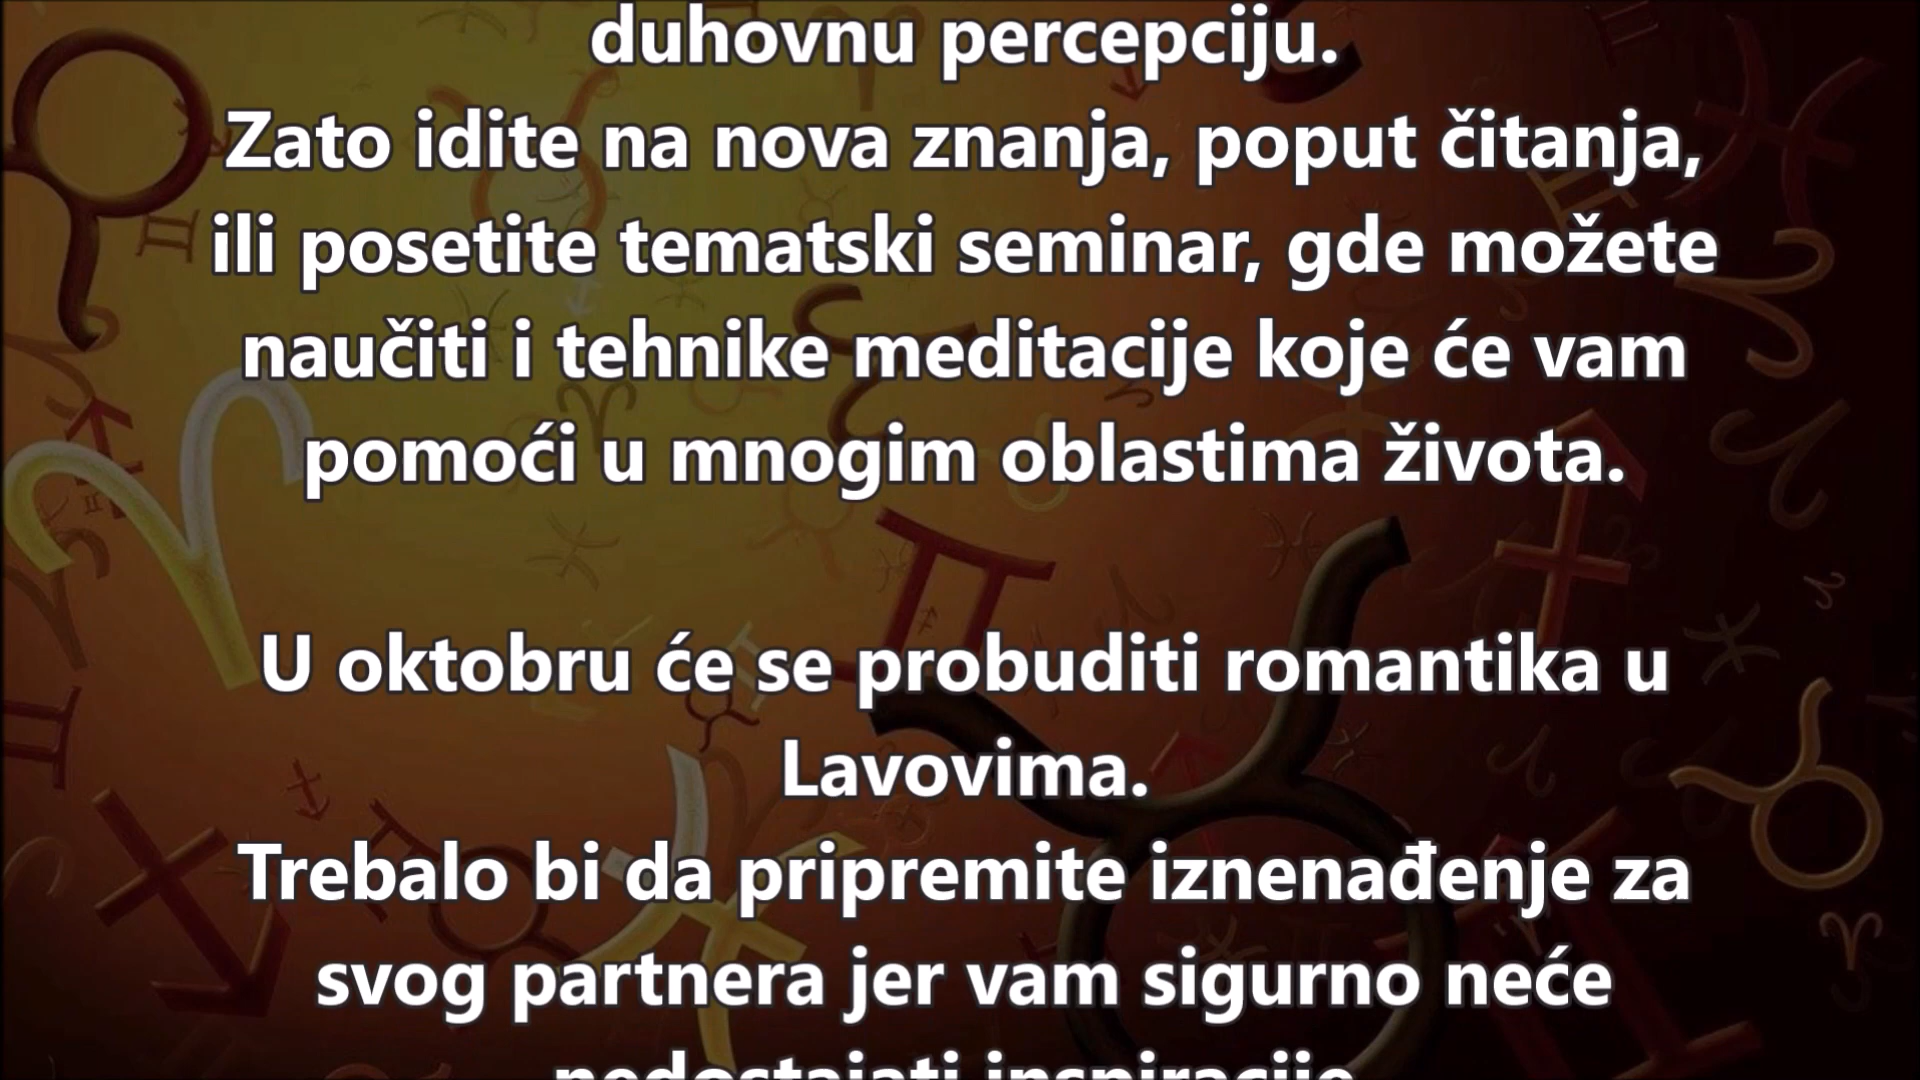 duhovnu percepciju.
Zato idite na nova znanja, poput čitanja,
ili posetite tematski seminar, gde možete
naučiti i tehnike meditacije koje će vam
pomoći u mnogim oblastima života.
U oktobru će se probuditi romantika u
Lavovima.
Trebalo bi da pripremite iznenađenje za
svog partnera jer vam sigurno neće
nedostajati inspiracije